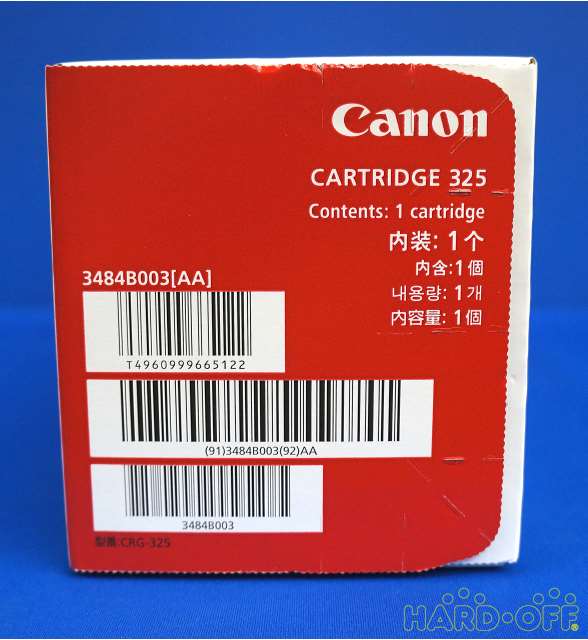 Canon
CARTRIDGE 325
Contents: 1 cartridge
内装: 1个
内含:1個
내용량: 1개
内容量: 1個
3484B003[AA]
T4960999665122
(91)3484B003(92)AA
3484B003
型番:CRG-325
HARD-OFF®